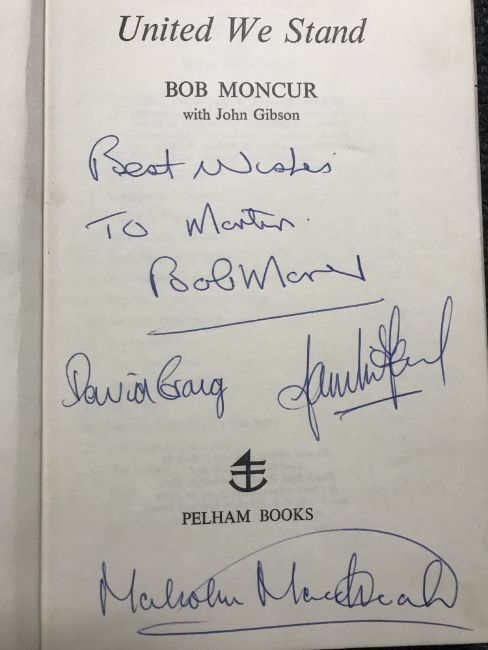 United We Stand
BOB MONCUR
with John Gibson
Best Wishes
To Martin.
Bob Moncur
David Craig
PELHAM BOOKS
Malcolm Macdonald